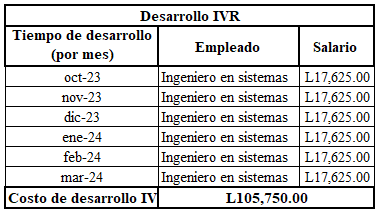 Desarrollo IVR
Tiempo de desarrollo (por mes) Empleado Salario
oct-23 Ingeniero en sistemas L17,625.00
nov-23 Ingeniero en sistemas L17,625.00
dic-23 Ingeniero en sistemas L17,625.00
ene-24 Ingeniero en sistemas L17,625.00
feb-24 Ingeniero en sistemas L17,625.00
mar-24 Ingeniero en sistemas L17,625.00
Costo de desarrollo IV L105,750.00